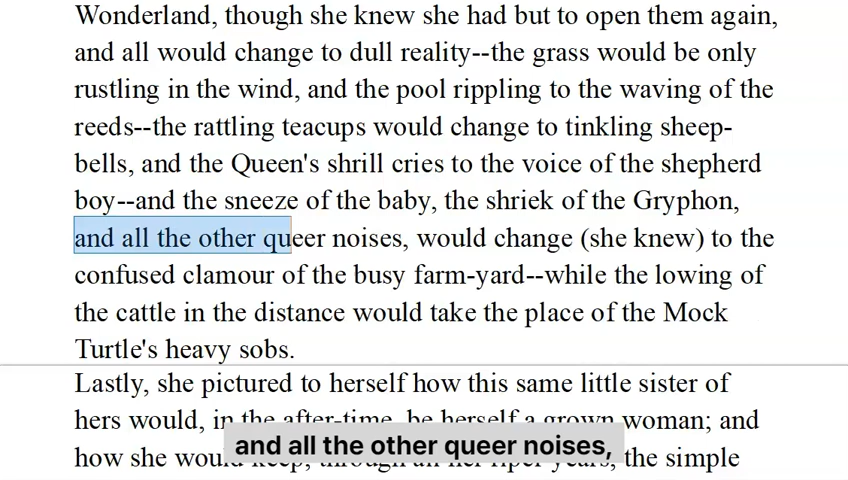 Wonderland, though she knew she had but to open them again,
and all would change to dull reality--the grass would be only
rustling in the wind, and the pool rippling to the waving of the
reeds--the rattling teacups would change to tinkling sheep-
bells, and the Queen's shrill cries to the voice of the shepherd
boy--and the sneeze of the baby, the shriek of the Gryphon,
and all the other queer noises, would change (she knew) to the
confused clamour of the busy farm-yard--while the lowing of
the cattle in the distance would take the place of the Mock
Turtle's heavy sobs.
Lastly, she pictured to herself how this same little sister of
hers would, in the after-time, be herself a grown woman; and
how she would keep, through all her riper years, the simple
and all the other queer noises,